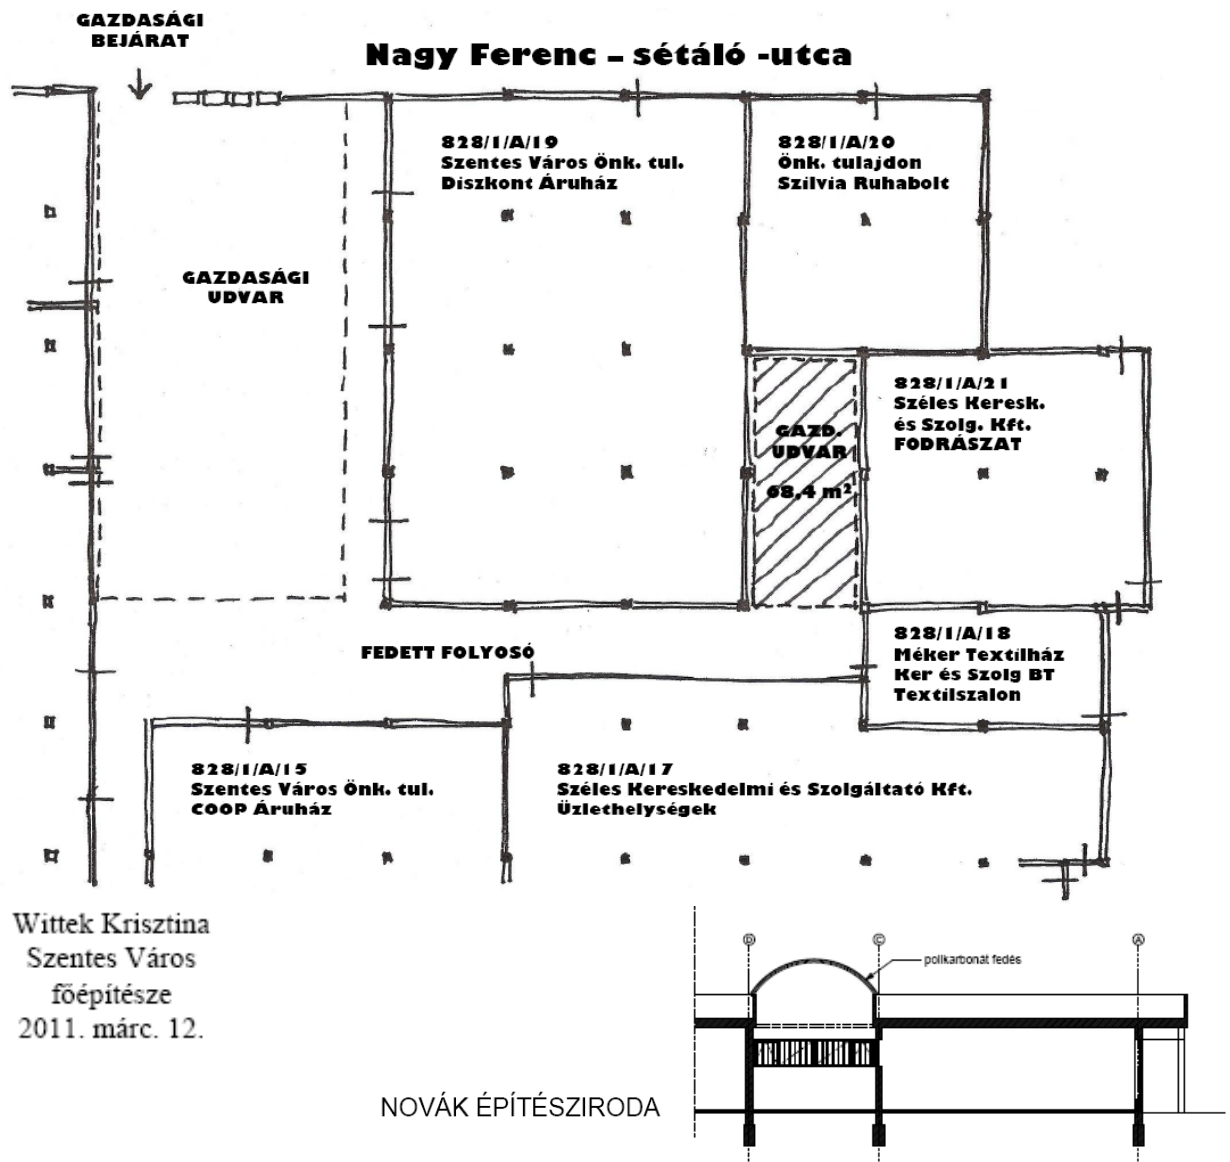 GAZDASÁGI
BEJÁRAT
Nagy Ferenc – sétáló -utca
828/1/A/19
Szentes Város Önk. tul.
Diszkont Áruház
828/1/A/20
Önk. tulajdon
Szilvia Ruhabolt
GAZDASÁGI
UDVAR
828/1/A/21
Széles Keresk.
és Szolg. Kft.
FODRÁSZAT
GAZD.
UDVAR
68,4 m²
FEDETT FOLYOSÓ
828/1/A/18
Méker Textilház
Ker és Szolg BT
Textilszalon
828/1/A/15
Szentes Város Önk. tul.
COOP Áruház
828/1/A/17
Széles Kereskedelmi és Szolgáltató Kft.
Üzlethelységek
Wittek Krisztina
Szentes Város
főépítésze
2011. márc. 12.
D
C
A
polikarbonát fedés
NOVÁK ÉPÍTÉSZIRODA